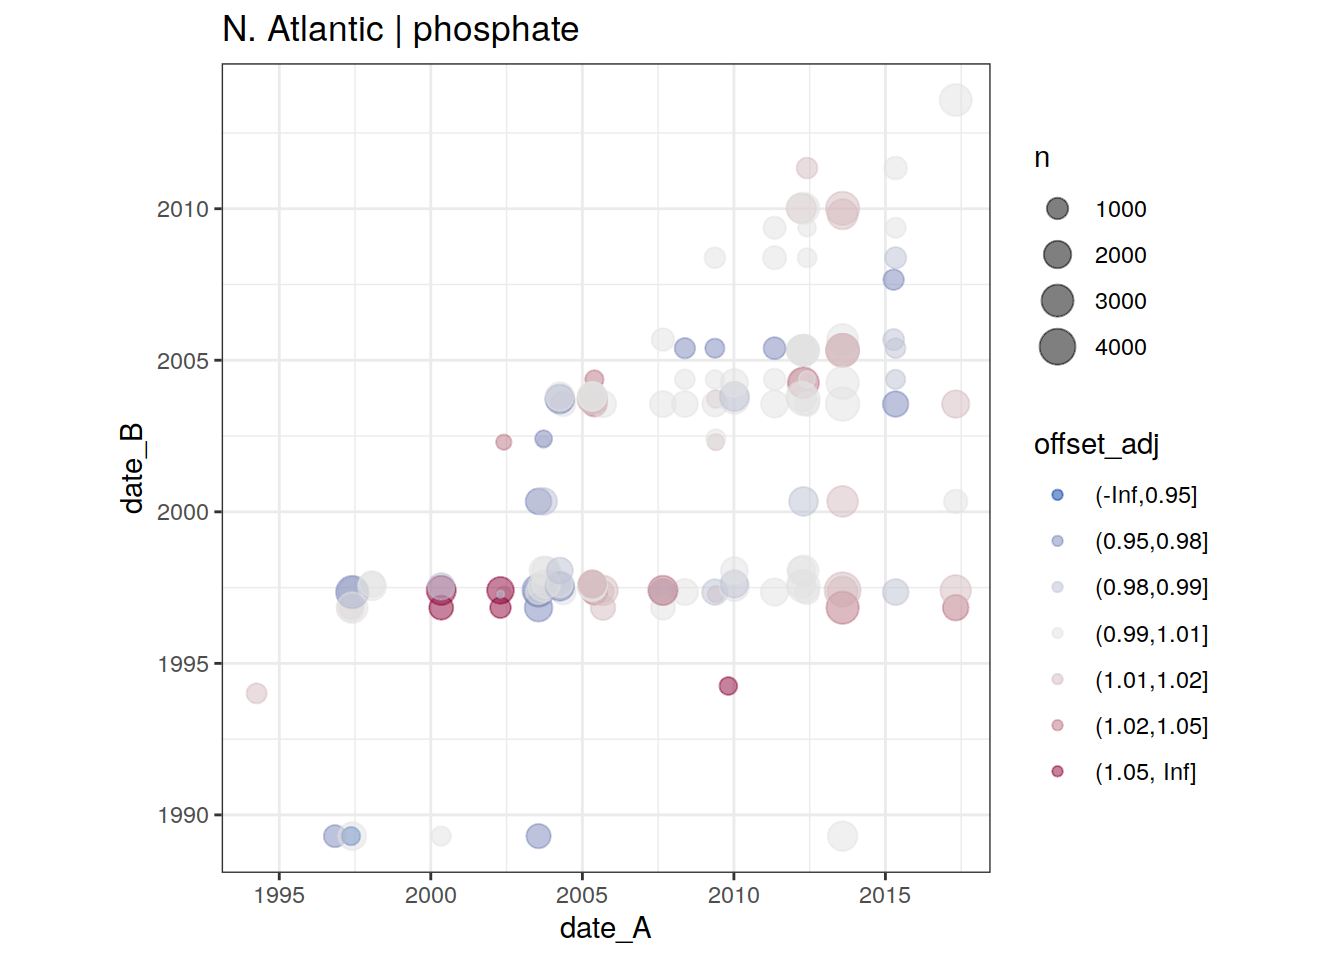 N. Atlantic | phosphate
2010
2005
2000
1995
1990
date_B
1995
2000
2005
2010
2015
date_A
n
1000
2000
3000
4000
offset_adj
(-Inf,0.95]
(0.95,0.98]
(0.98,0.99]
(0.99,1.01]
(1.01,1.02]
(1.02,1.05]
(1.05, Inf]